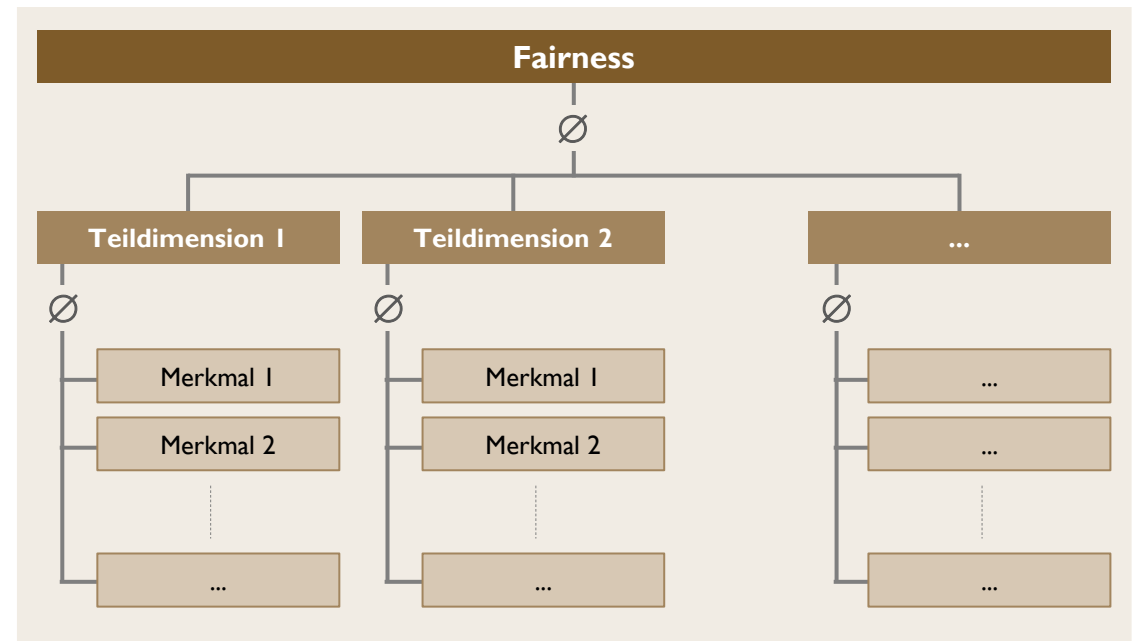 Fairness
Ø
Teildimension 1
Teildimension 2
...
Ø
Ø
Ø
Merkmal 1
Merkmal 1
...
Merkmal 2
Merkmal 2
...
...
...
...